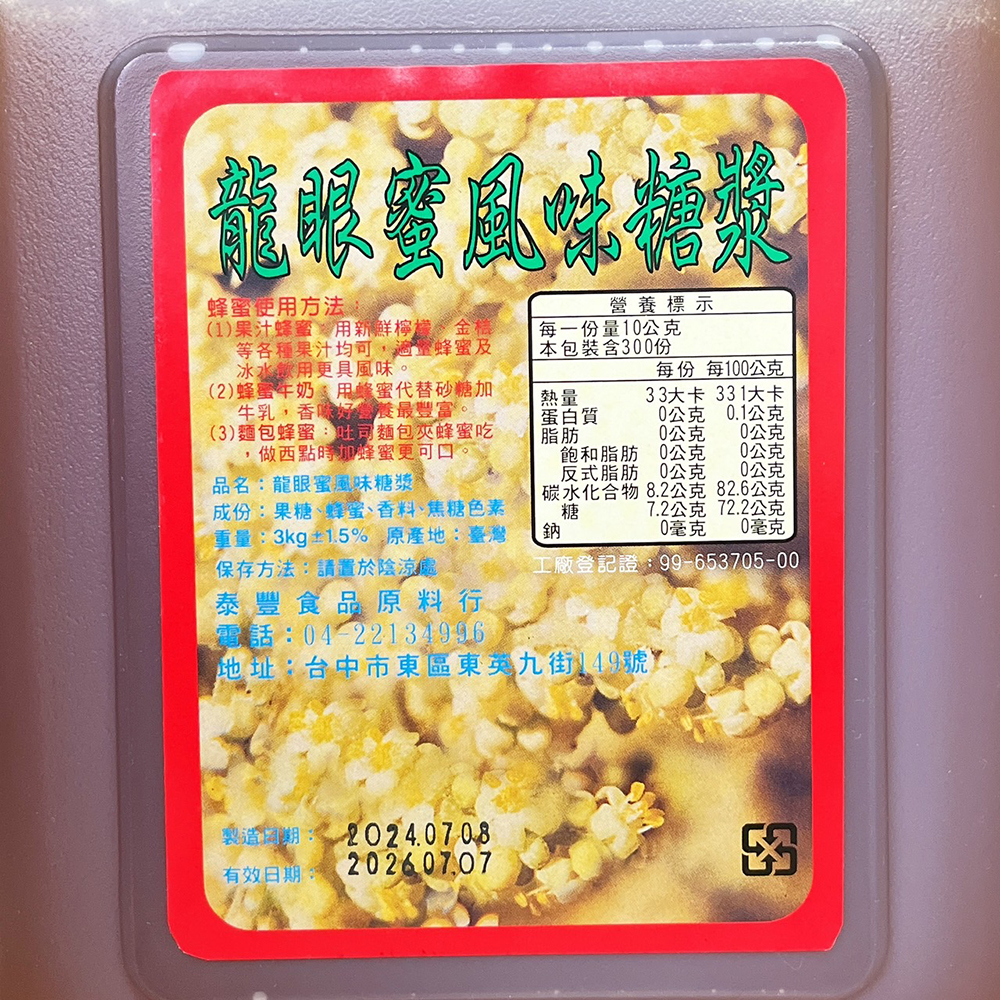 龍眼蜜風味糖漿
蜂蜜使用方法：
(1)果汁蜂蜜：用新鮮檸檬、金桔
等各種果汁均可，適量蜂蜜及
冰水飲用更具風味。
(2)蜂蜜牛奶：用蜂蜜代替砂糖加
牛乳，香味好營養最豐富。
(3)麵包蜂蜜：吐司麵包夾蜂蜜吃
，做西點時加蜂蜜更可口。
品名：龍眼蜜風味糖漿
成份：果糖、蜂蜜、香料、焦糖色素
重量：3kg±1.5% 原產地：臺灣
保存方法：請置於陰涼處
泰豐食品原料行
電話：04-22134996
地址：台中市東區東英九街149號
營養標示
每一份量10公克
本包裝含300份
每份 每100公克
熱量 33大卡 331大卡
蛋白質 0公克 0.1公克
脂肪 0公克 0公克
飽和脂肪 0公克 0公克
反式脂肪 0公克 0公克
碳水化合物 8.2公克 82.6公克
糖 7.2公克 72.2公克
鈉 0毫克 0毫克
工廠登記證：99-653705-00
製造日期：2024.07.08
有效日期：2026.07.07